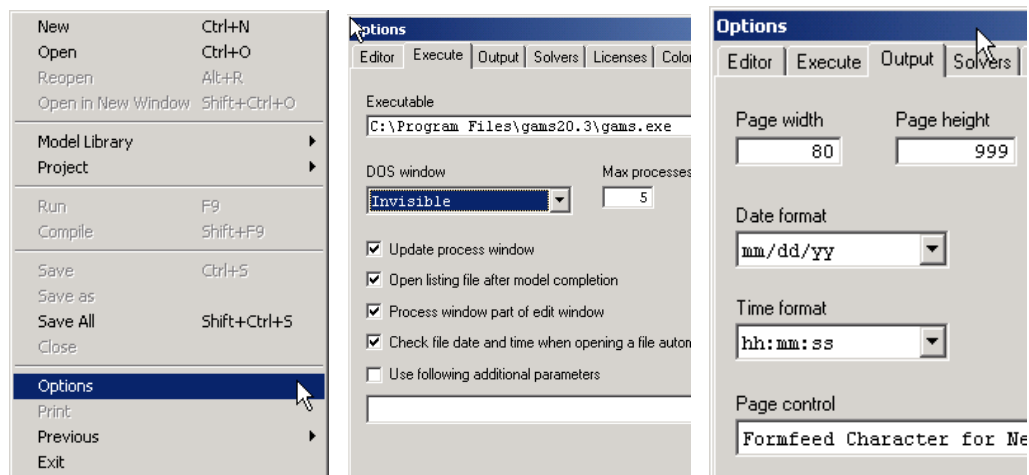 New Ctrl+N
Open Ctrl+O
Reopen Alt+R
Open in New Window Shift+Ctrl+O
Model Library
Project
Run F9
Compile Shift+F9
Save Ctrl+S
Save as
Save All Shift+Ctrl+S
Close
Options
Print
Previous
Exit
Options
Editor Execute Output Solvers Licenses
Executable
C:\Program Files\gams20.3\gams.exe
DOS window Max processes
Invisible 5
Update process window
Open listing file after model completion
Process window part of edit window
Check file date and time when opening a file
Use following additional parameters
Options
Editor Execute Output Solvers
Page width Page height
80 999
Date format
mm/dd/yy
Time format
hh:mm:ss
Page control
Formfeed Character for